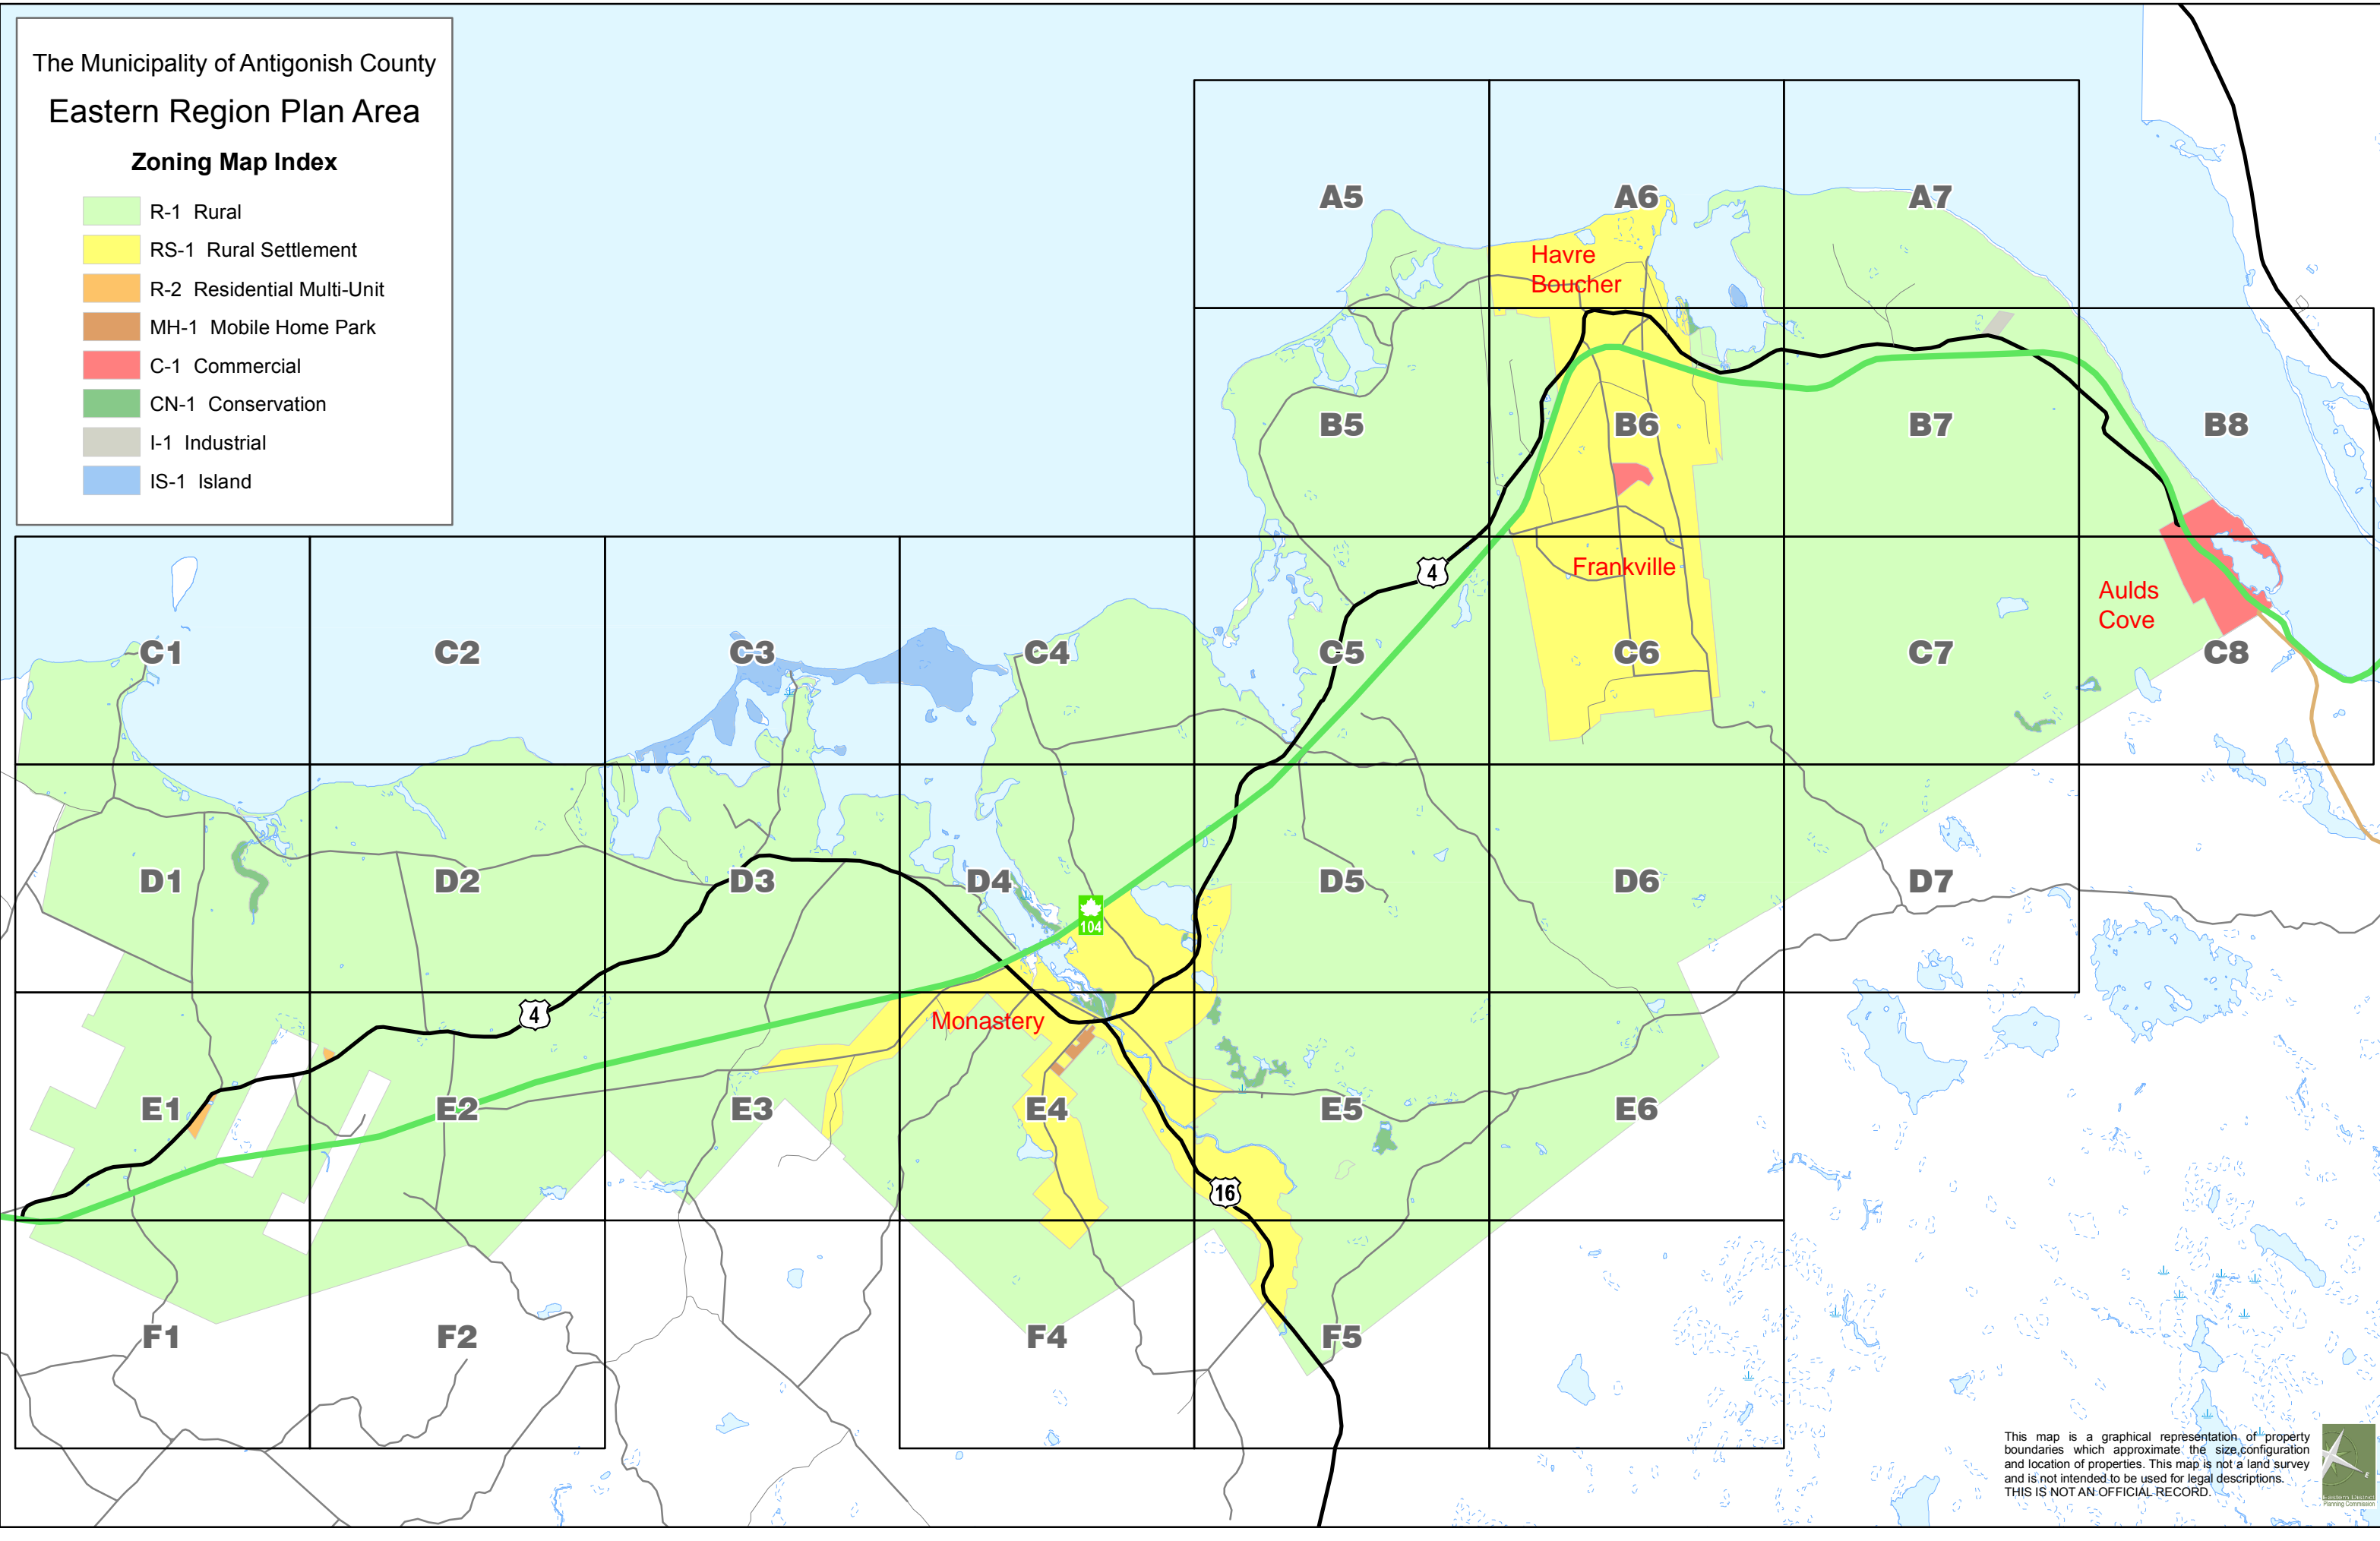 The Municipality of Antigonish County
Eastern Region Plan Area
Zoning Map Index
R-1 Rural
RS-1 Rural Settlement
R-2 Residential Multi-Unit
MH-1 Mobile Home Park
C-1 Commercial
CN-1 Conservation
I-1 Industrial
IS-1 Island
A5
A6
A7
Havre
Boucher
B5
B6
B7
B8
4
Frankville
Aulds
Cove
C1
C2
C3
C4
C5
C6
C7
C8
D1
D2
D3
D4
D5
D6
D7
104
4
Monastery
E1
E2
E3
E4
E5
E6
16
F1
F2
F4
F5
This map is a graphical representation of property
boundaries which approximate the size,configuration
and location of properties. This map is not a land survey
and is not intended to be used for legal descriptions.
THIS IS NOT AN OFFICIAL RECORD.
Eastern District
Planning Commission